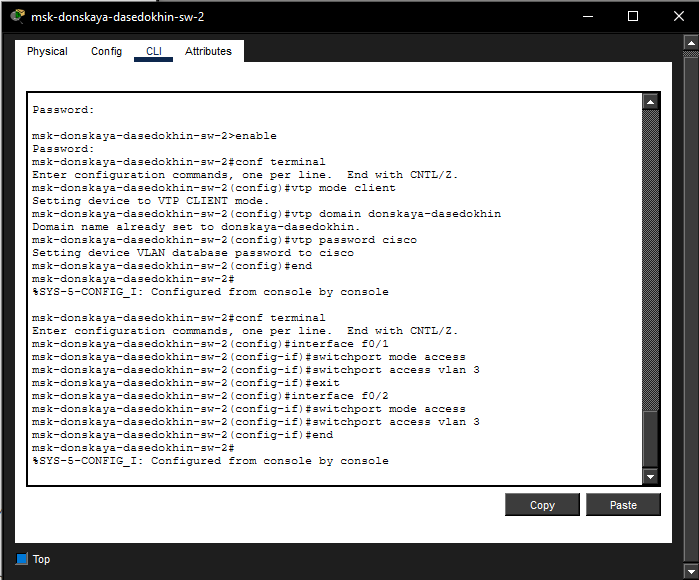 msk-donskaya-dasedokhin-sw-2
Physical Config CLI Attributes
Password:
msk-donskaya-dasedokhin-sw-2>enable
Password:
msk-donskaya-dasedokhin-sw-2#conf terminal
Enter configuration commands, one per line.  End with CNTL/Z.
msk-donskaya-dasedokhin-sw-2(config)#vtp mode client
Setting device to VTP CLIENT mode.
msk-donskaya-dasedokhin-sw-2(config)#vtp domain donskaya-dasedokhin
Domain name already set to donskaya-dasedokhin.
msk-donskaya-dasedokhin-sw-2(config)#vtp password cisco
Setting device VLAN database password to cisco
msk-donskaya-dasedokhin-sw-2(config)#end
msk-donskaya-dasedokhin-sw-2#
%SYS-5-CONFIG_I: Configured from console by console
msk-donskaya-dasedokhin-sw-2#conf terminal
Enter configuration commands, one per line.  End with CNTL/Z.
msk-donskaya-dasedokhin-sw-2(config)#interface f0/1
msk-donskaya-dasedokhin-sw-2(config-if)#switchport mode access
msk-donskaya-dasedokhin-sw-2(config-if)#switchport access vlan 3
msk-donskaya-dasedokhin-sw-2(config-if)#exit
msk-donskaya-dasedokhin-sw-2(config)#interface f0/2
msk-donskaya-dasedokhin-sw-2(config-if)#switchport mode access
msk-donskaya-dasedokhin-sw-2(config-if)#switchport access vlan 3
msk-donskaya-dasedokhin-sw-2(config-if)#end
msk-donskaya-dasedokhin-sw-2#
%SYS-5-CONFIG_I: Configured from console by console
Copy Paste
Top